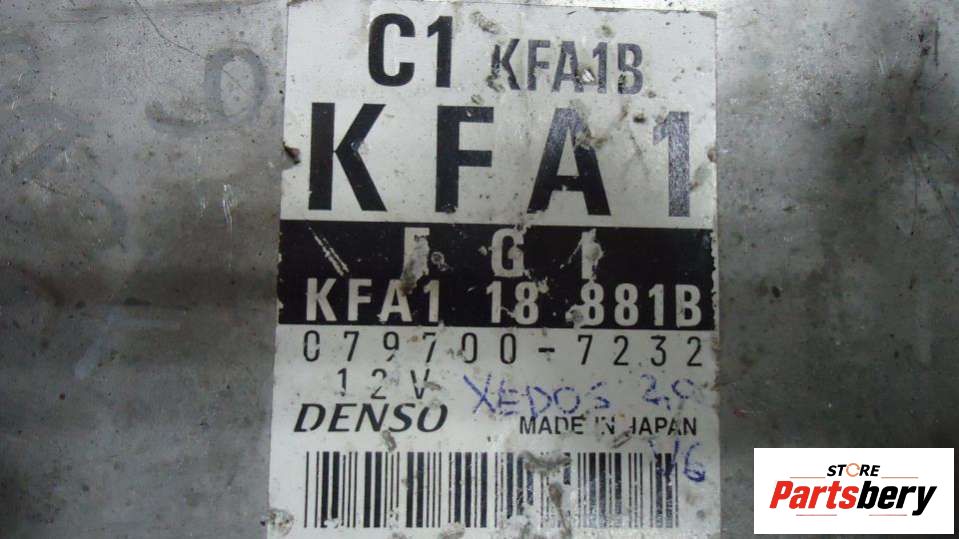 C1 KFA1B
KFA1
EGI
KFA1 18 881B
079700-7232
12V XEDOS 2,0
DENSO MADE IN JAPAN
V6
STORE
Partsbery